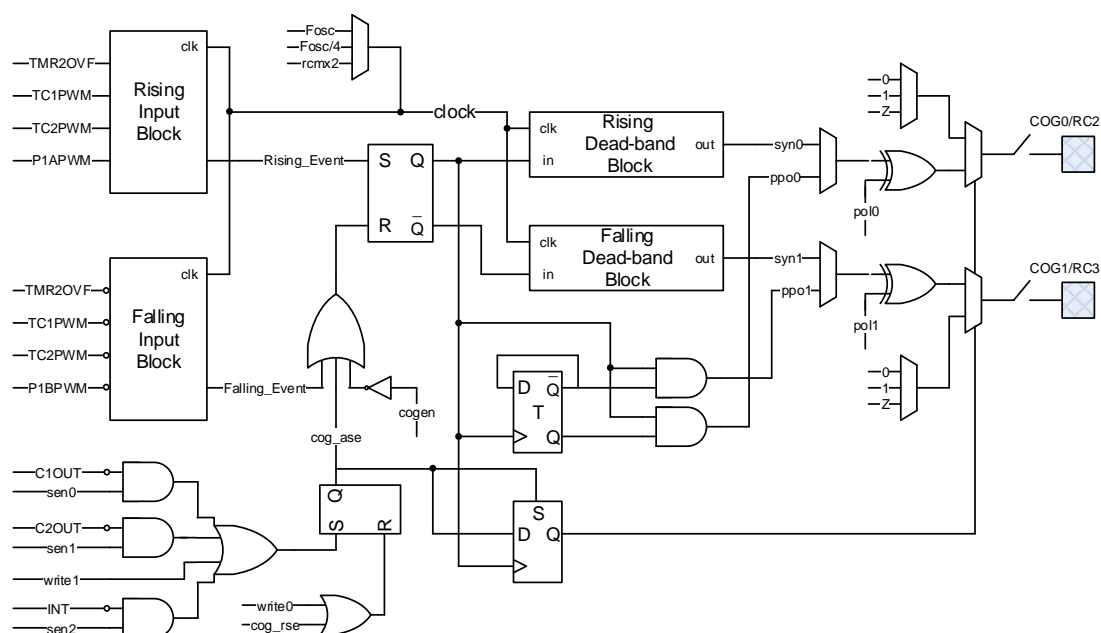 Fosc
Fosc/4
rcmx2
TMR2OVF
TC1PWM
TC2PWM
P1APWM
clk
Rising
Input
Block
Rising_Event
clock
S Q
R Q
clk
in
Rising
Dead-band
Block
out
syn0
ppo0
pol0
0
1
Z
COG0/RC2
clk
in
Falling
Dead-band
Block
out
syn1
ppo1
pol1
0
1
Z
COG1/RC3
TMR2OVF
TC1PWM
TC2PWM
P1BPWM
clk
Falling
Input
Block
Falling_Event
cogen
cog_ase
D Q
T
Q
C1OUT
sen0
C2OUT
sen1
write1
INT
sen2
Q
S R
write0
cog_rse
S
D Q